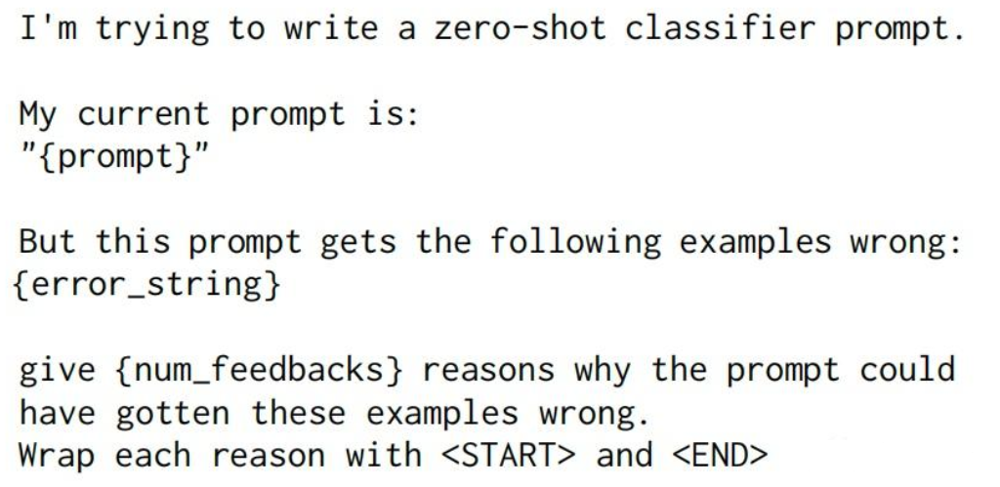 I'm trying to write a zero-shot classifier prompt.
My current prompt is:
"{prompt}"
But this prompt gets the following examples wrong:
{error_string}
give {num_feedbacks} reasons why the prompt could
have gotten these examples wrong.
Wrap each reason with <START> and <END>